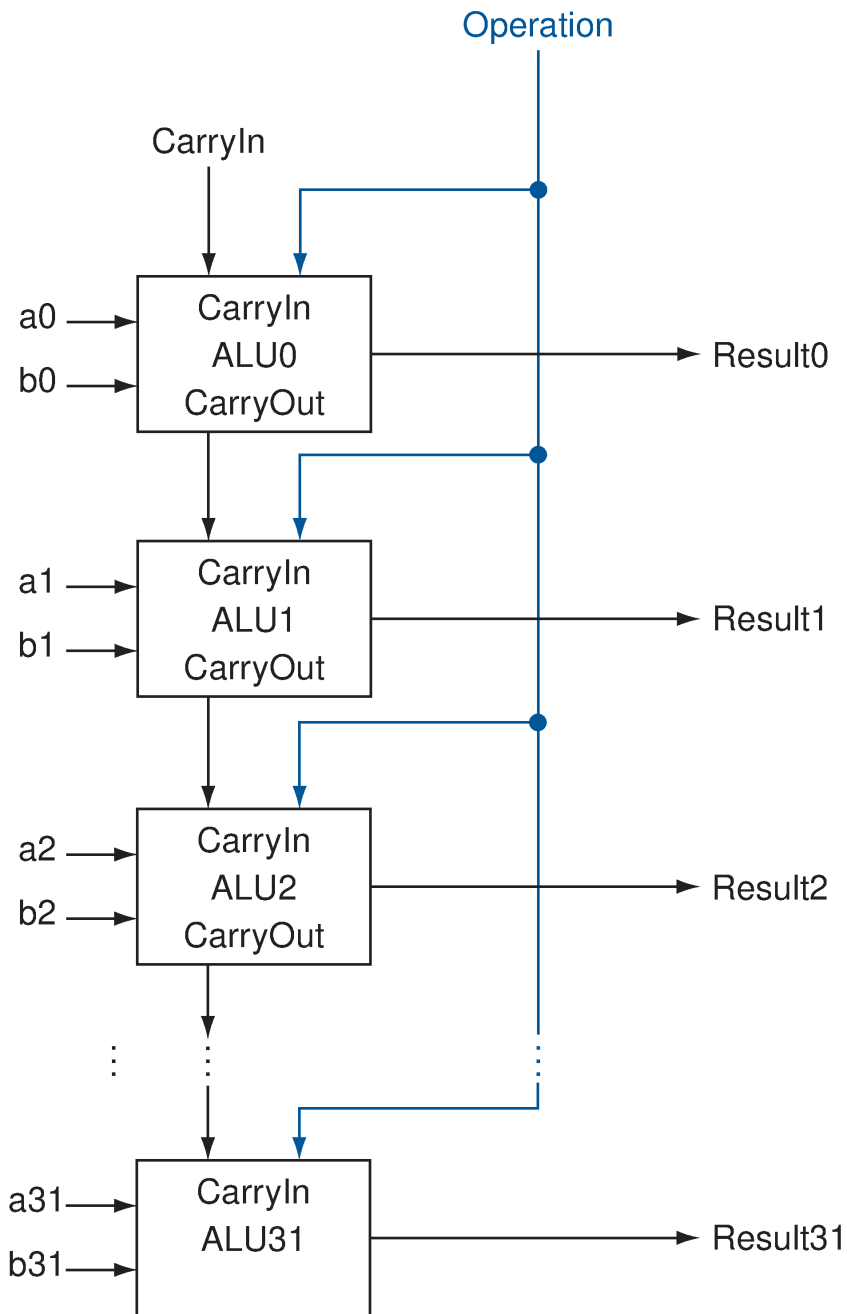 Operation
CarryIn
a0
b0
CarryIn
ALU0
CarryOut
Result0
a1
b1
CarryIn
ALU1
CarryOut
Result1
a2
b2
CarryIn
ALU2
CarryOut
Result2
a31
b31
CarryIn
ALU31
Result31